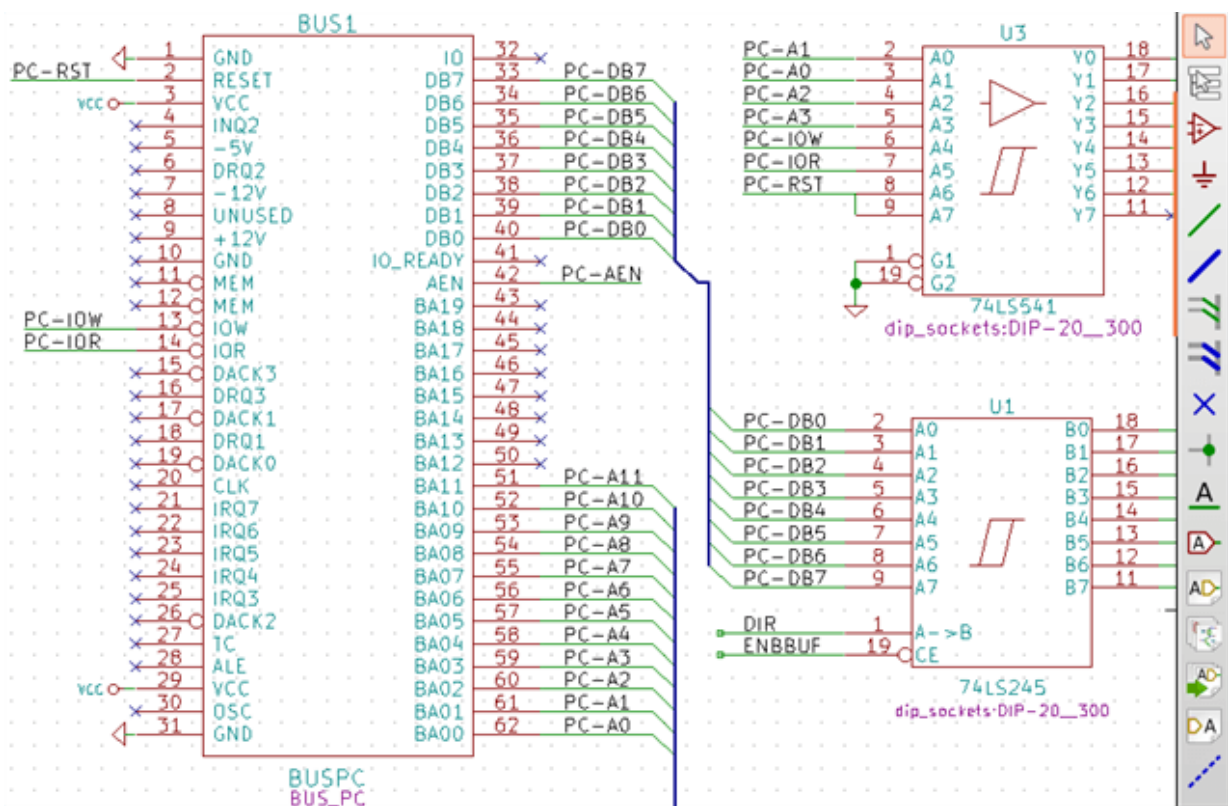 BUS1
PC-RST
VCC
PC-IOW
PC-IOR
VCC
1 GND
2 RESET
3 VCC
4 INQ2
5 -5V
6 DRQ2
7 -12V
8 UNUSED
9 +12V
10 GND
11 MEM
12 MEM
13 IOW
14 IOR
15 DACK3
16 DRQ3
17 DACK1
18 DRQ1
19 DACK0
20 CLK
21 IRQ7
22 IRQ6
23 IRQ5
24 IRQ4
25 IRQ3
26 DACK2
27 TC
28 ALE
29 VCC
30 OSC
31 GND
IO 32
DB7 33 PC-DB7
DB6 34 PC-DB6
DB5 35 PC-DB5
DB4 36 PC-DB4
DB3 37 PC-DB3
DB2 38 PC-DB2
DB1 39 PC-DB1
DB0 40 PC-DB0
IO_READY 41
AEN 42 PC-AEN
BA19 43
BA18 44
BA17 45
BA16 46
BA15 47
BA14 48
BA13 49
BA12 50
BA11 51 PC-A11
BA10 52 PC-A10
BA09 53 PC-A9
BA08 54 PC-A8
BA07 55 PC-A7
BA06 56 PC-A6
BA05 57 PC-A5
BA04 58 PC-A4
BA03 59 PC-A3
BA02 60 PC-A2
BA01 61 PC-A1
BA00 62 PC-A0
BUSPC
BUS_PC
U3
PC-A1 2 A0 Y0 18
PC-A0 3 A1 Y1 17
PC-A2 4 A2 Y2 16
PC-A3 5 A3 Y3 15
PC-IOW 6 A4 Y4 14
PC-IOR 7 A5 Y5 13
PC-RST 8 A6 Y6 12
9 A7 Y7 11
1 G1
19 G2
74LS541
dip_sockets:DIP-20__300
U1
PC-DB0 2 A0 B0 18
PC-DB1 3 A1 B1 17
PC-DB2 4 A2 B2 16
PC-DB3 5 A3 B3 15
PC-DB4 6 A4 B4 14
PC-DB5 7 A5 B5 13
PC-DB6 8 A6 B6 12
PC-DB7 9 A7 B7 11
DIR 1 A->B
ENBBUF 19 CE
74LS245
dip_sockets:DIP-20__300
A
A
AD
AD
DA